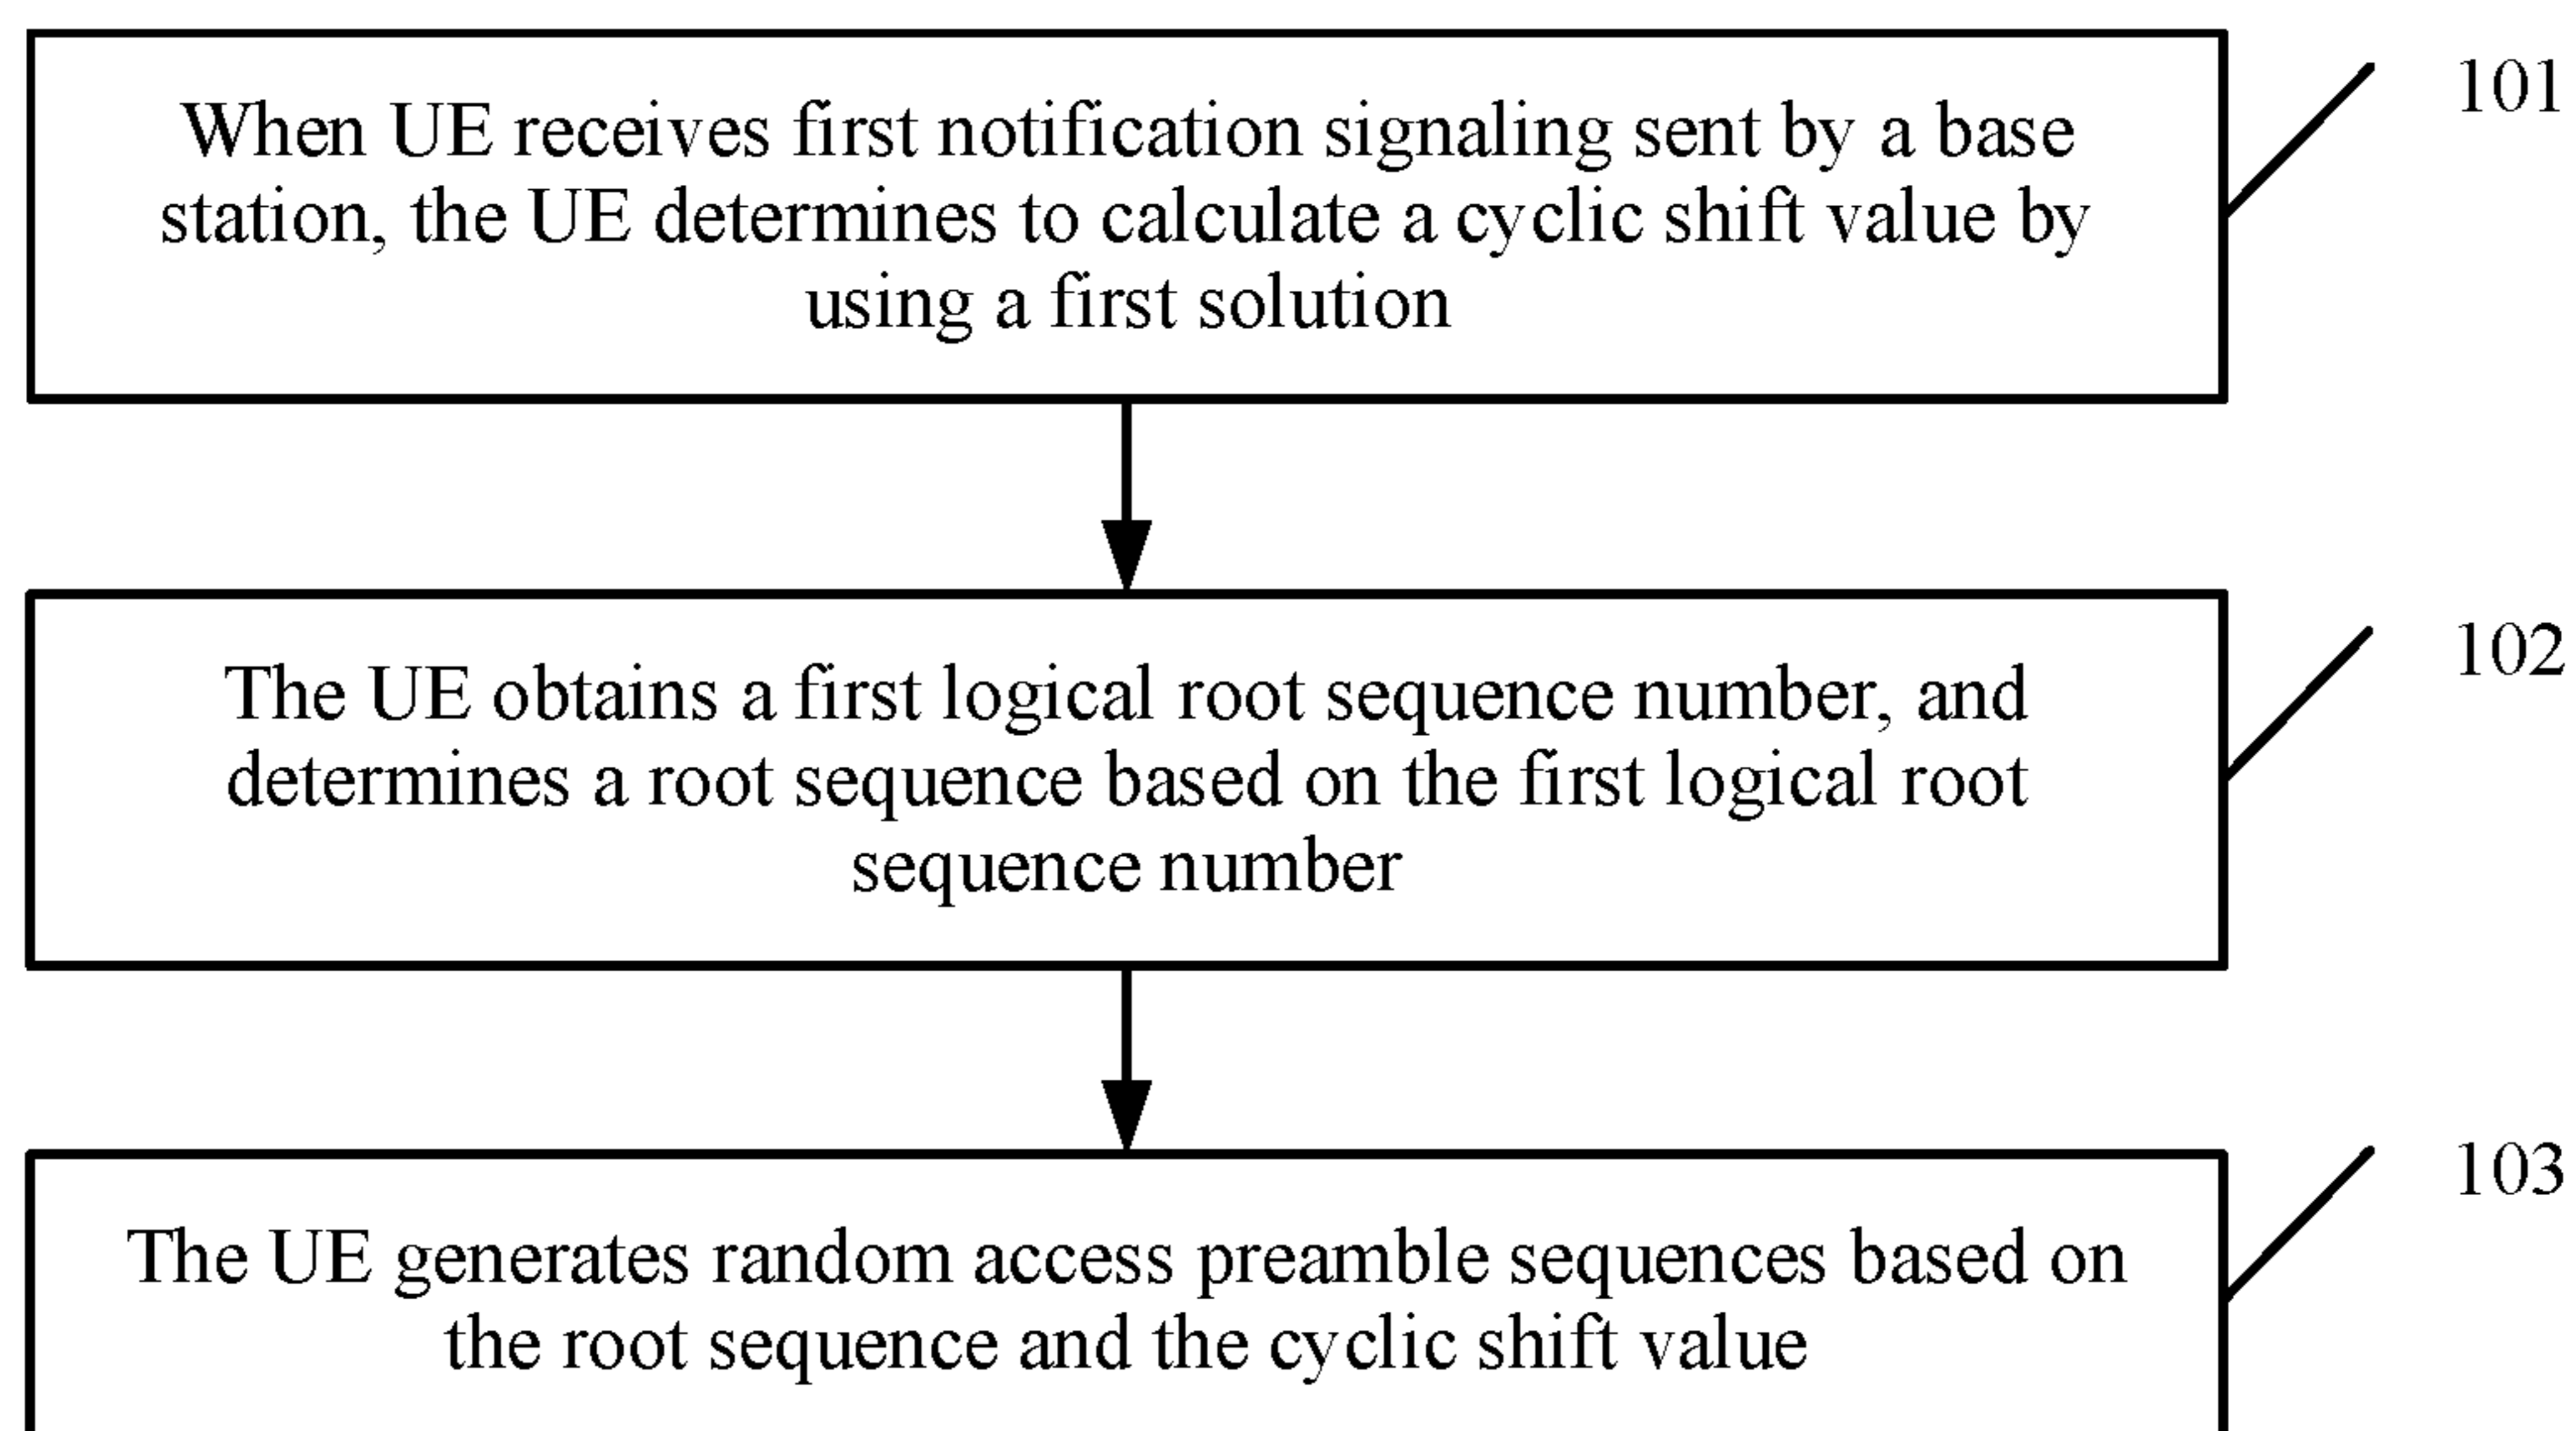 When UE receives first notification signaling sent by a base
station, the UE determines to calculate a cyclic shift value by
using a first solution
101
The UE obtains a first logical root sequence number, and
determines a root sequence based on the first logical root
sequence number
102
The UE generates random access preamble sequences based on
the root sequence and the cyclic shift value
103